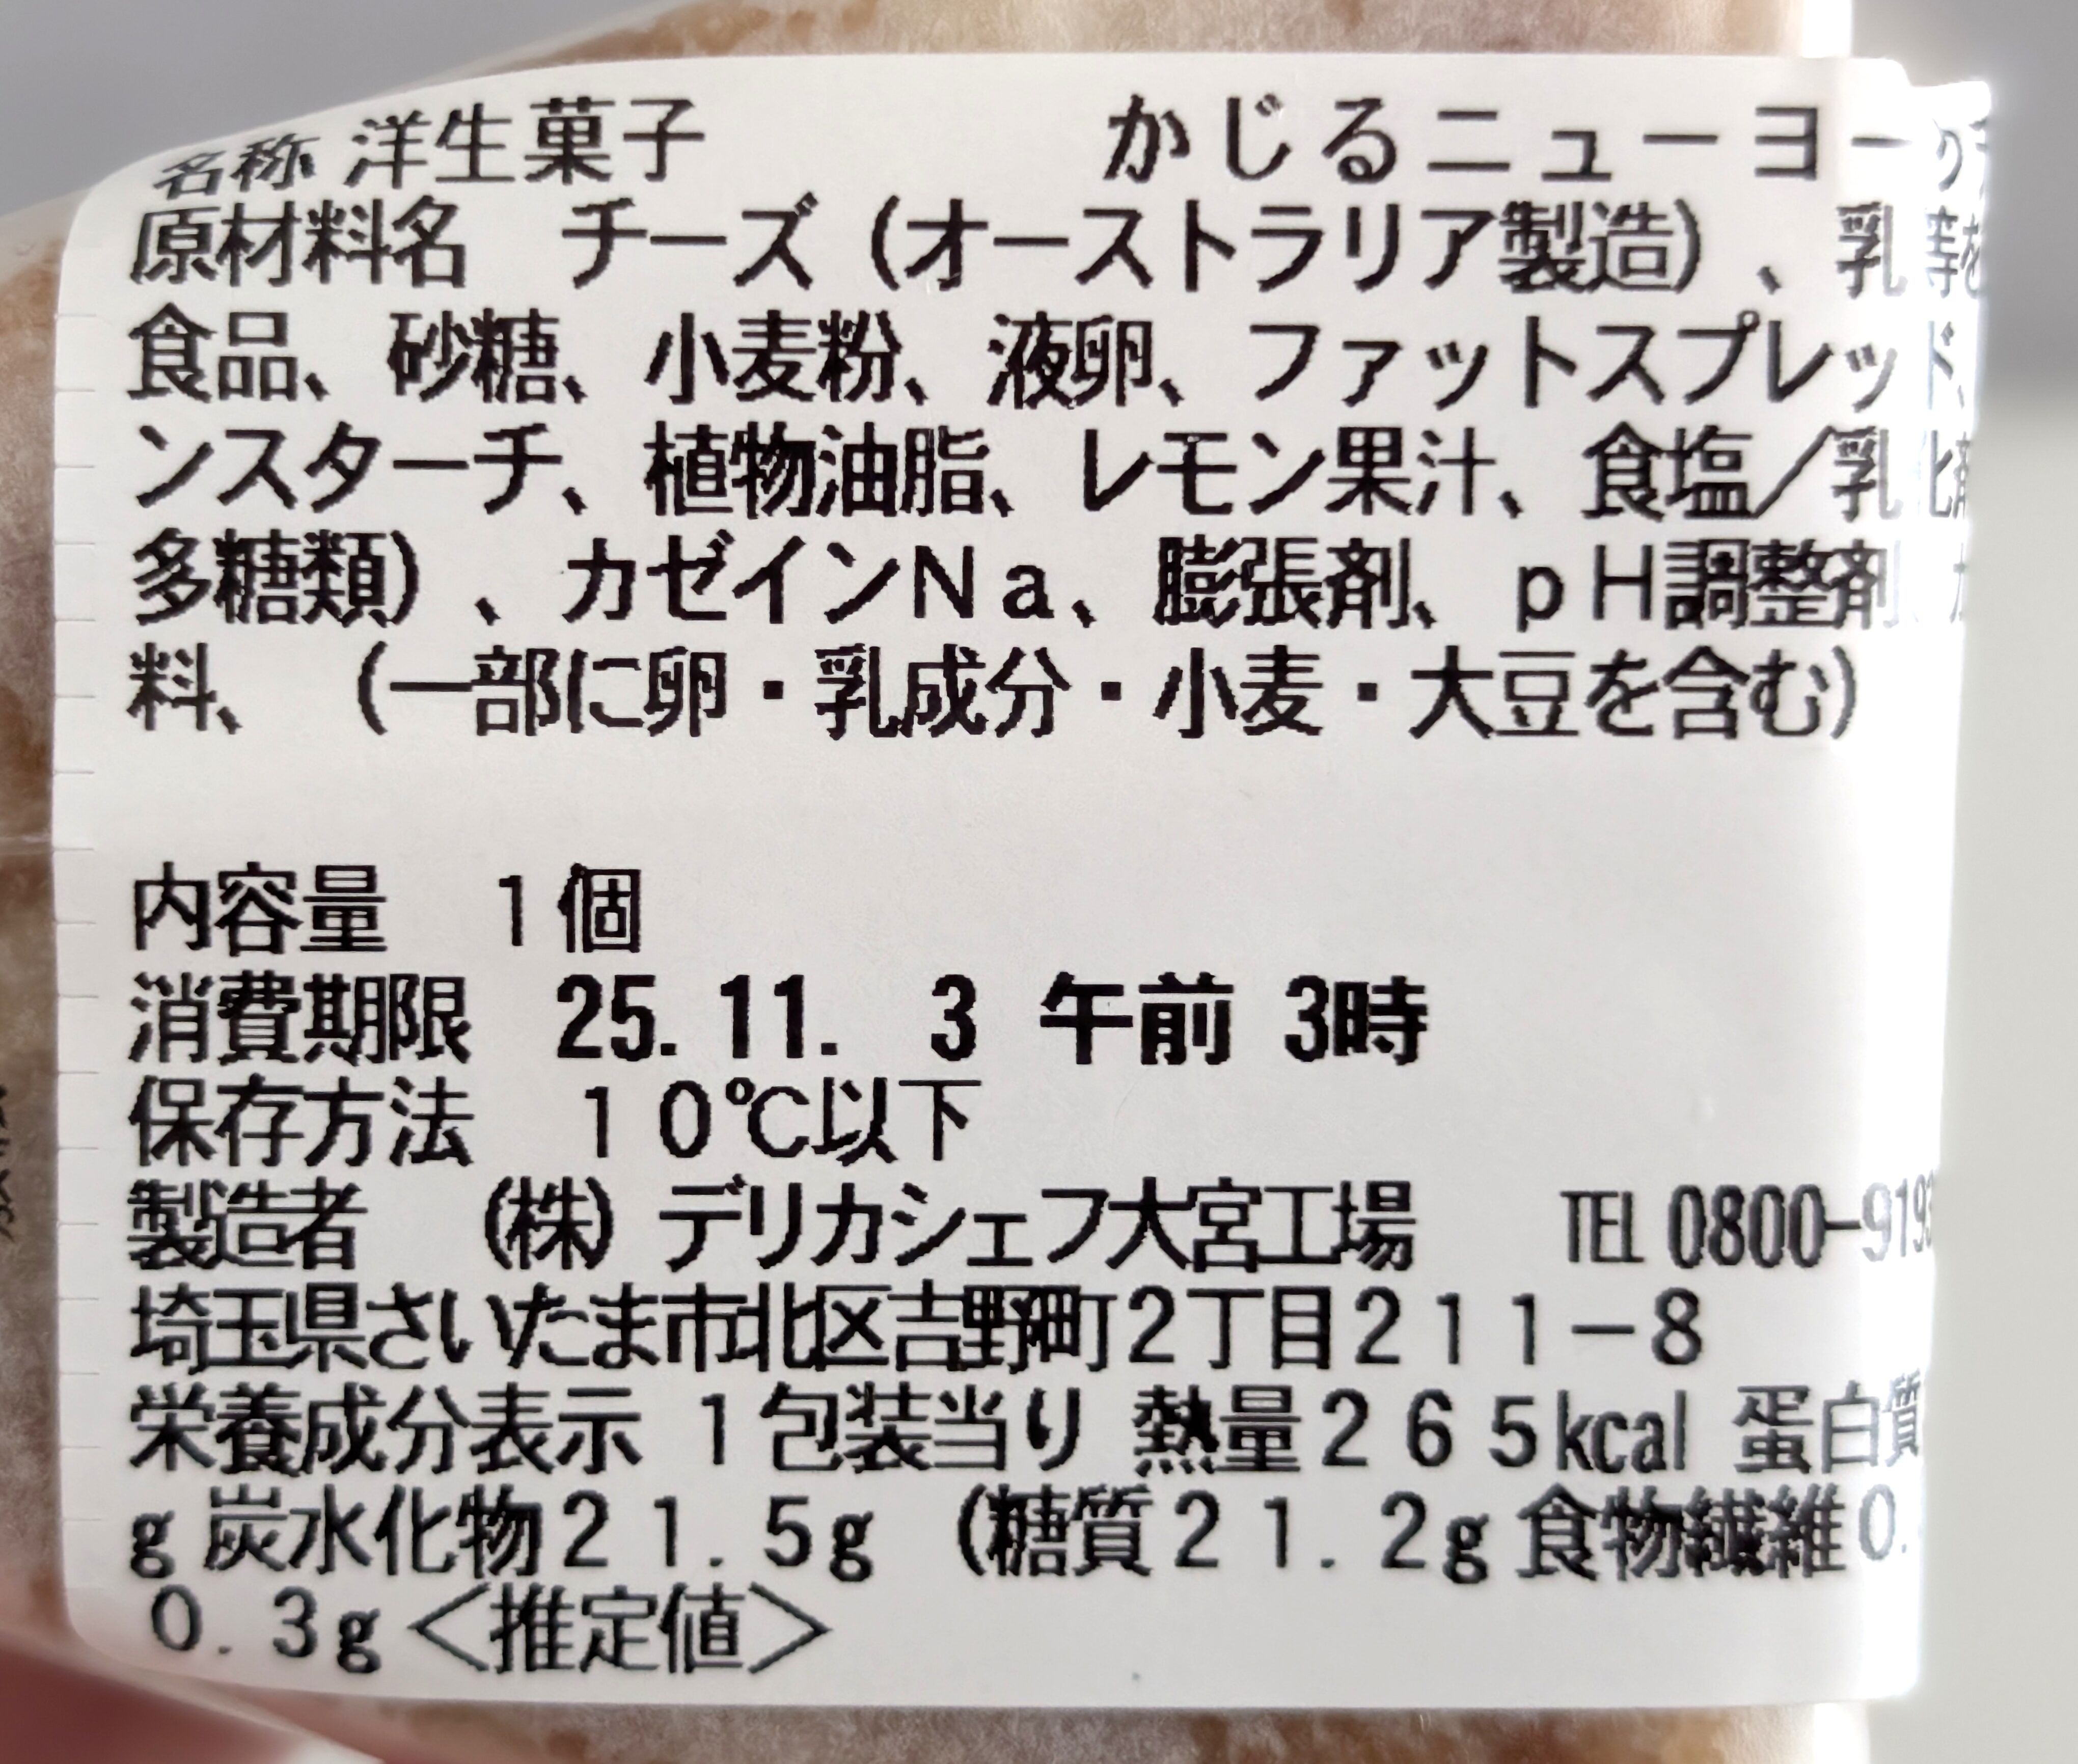 名称 洋生菓子 かじるニューヨー
原材料名 チーズ（オーストラリア製造）、乳等を
食品、砂糖、小麦粉、液卵、ファットスプレッド、
ンスターチ、植物油脂、レモン果汁、食塩／乳化剤
多糖類）、カゼインＮａ、膨張剤、ｐＨ調整剤、
料、（一部に卵・乳成分・小麦・大豆を含む）
内容量 １個
消費期限 25.11. 3 午前 3時
保存方法 １０℃以下
製造者 (株)デリカシェフ大宮工場 TEL 0800-919
埼玉県さいたま市北区吉野町２丁目２１１－８
栄養成分表示 １包装当り 熱量２６５kcal 蛋白質
g 炭水化物２１．５g （糖質２１．２g 食物繊維０．
０．３g＜推定値＞